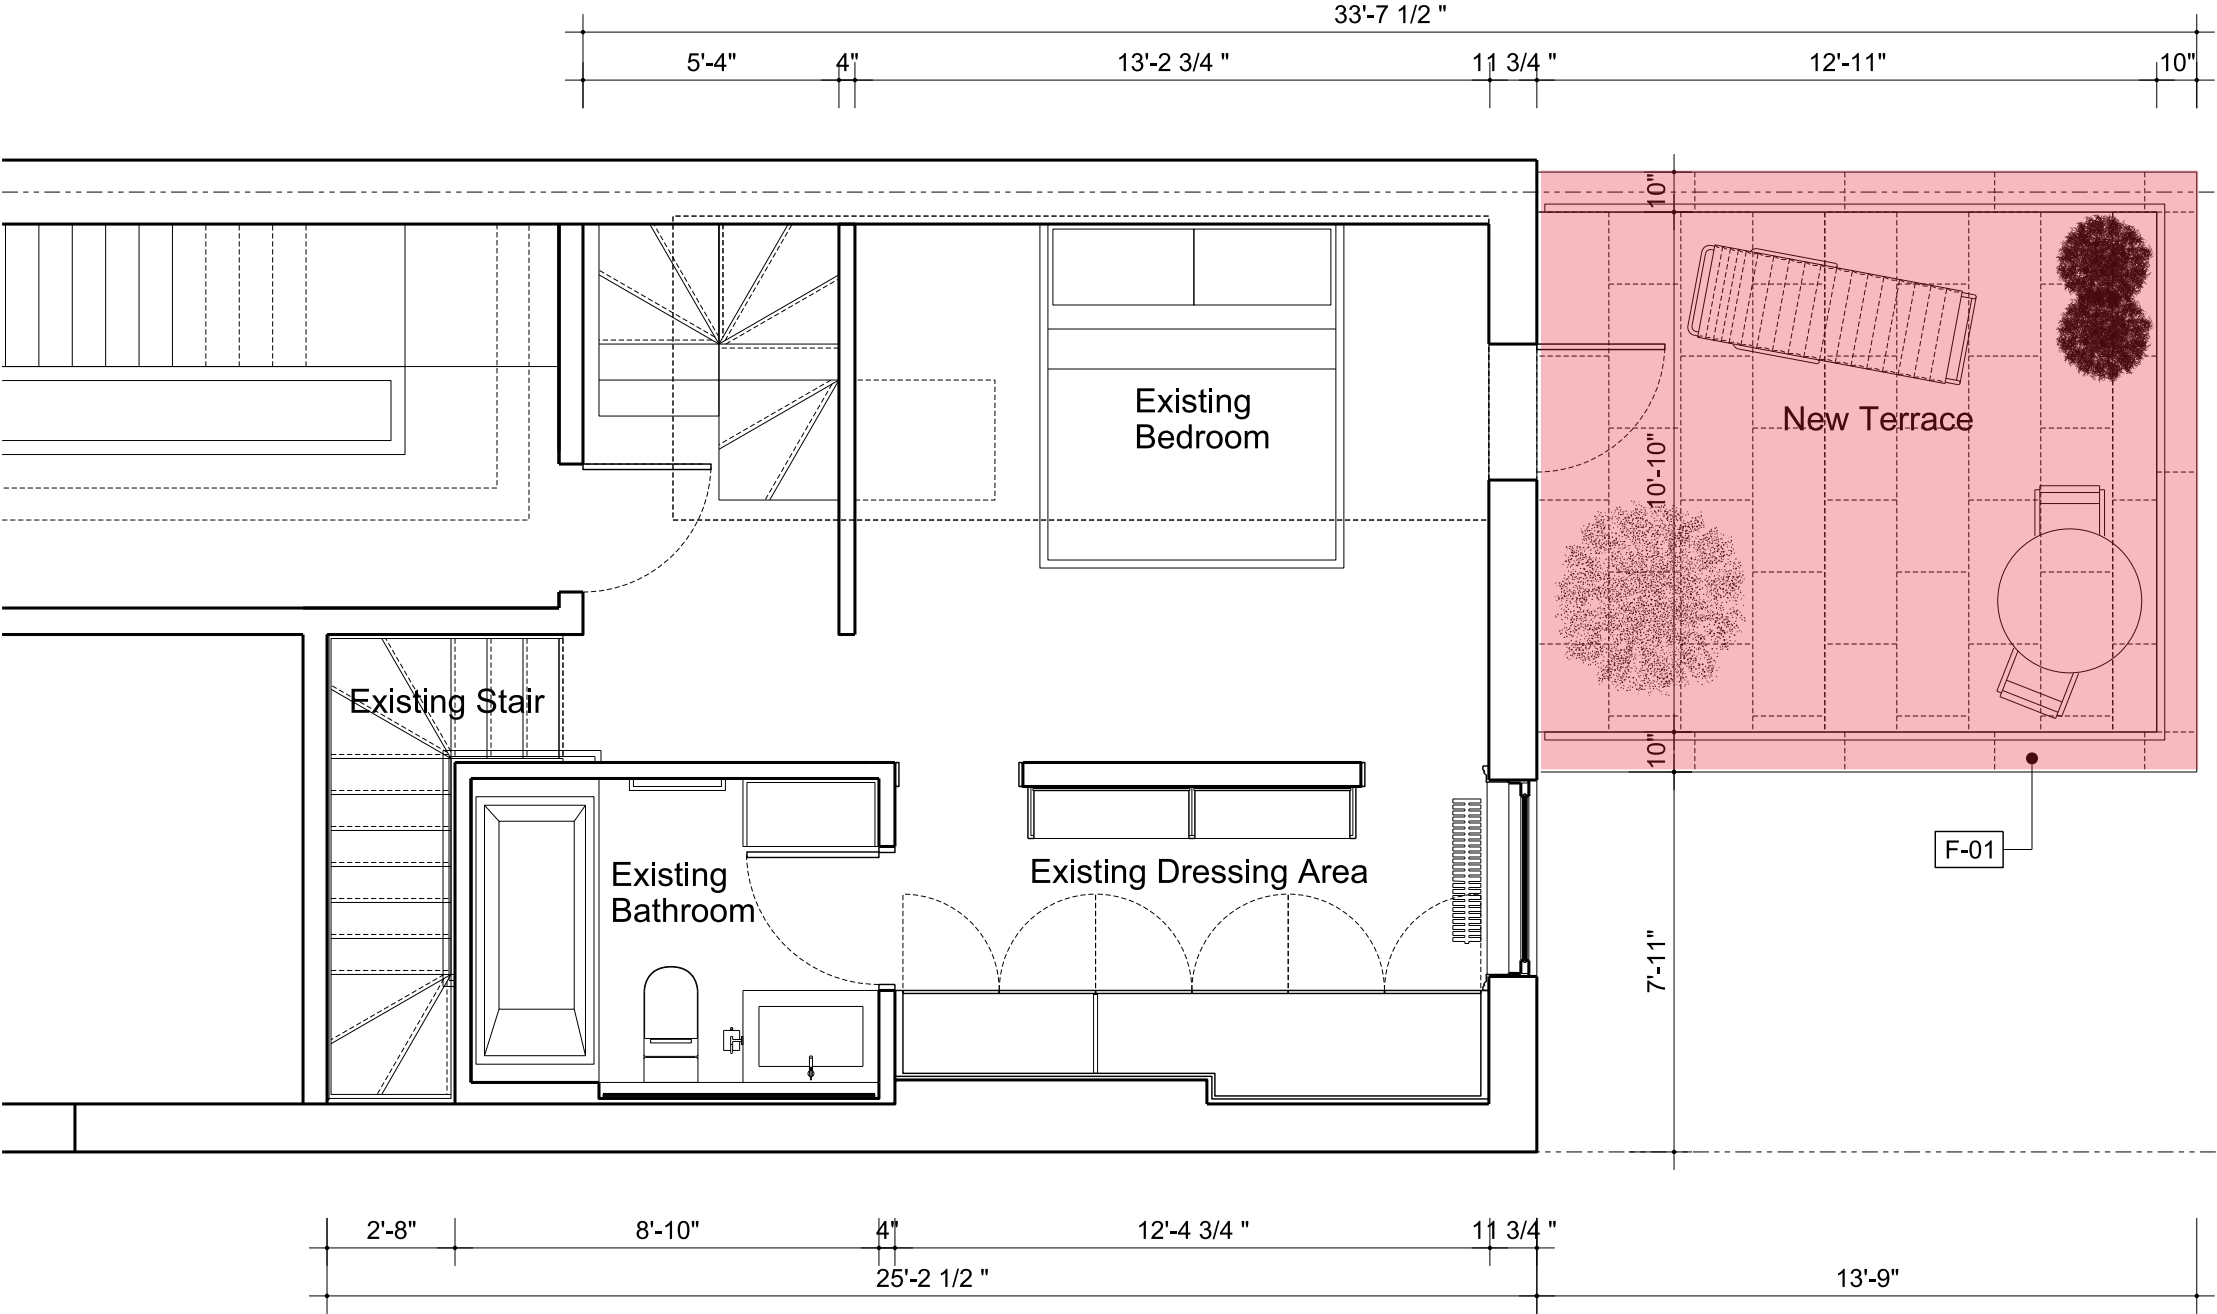 33'-7 1/2 "
5'-4"
4"
13'-2 3/4 "
11 3/4 "
12'-11"
10"
10"
Existing
Bedroom
New Terrace
10'-10"
Existing Stair
10"
F-01
Existing
Bathroom
Existing Dressing Area
7'-11"
2'-8"
8'-10"
4"
12'-4 3/4 "
11 3/4 "
25'-2 1/2 "
13'-9"